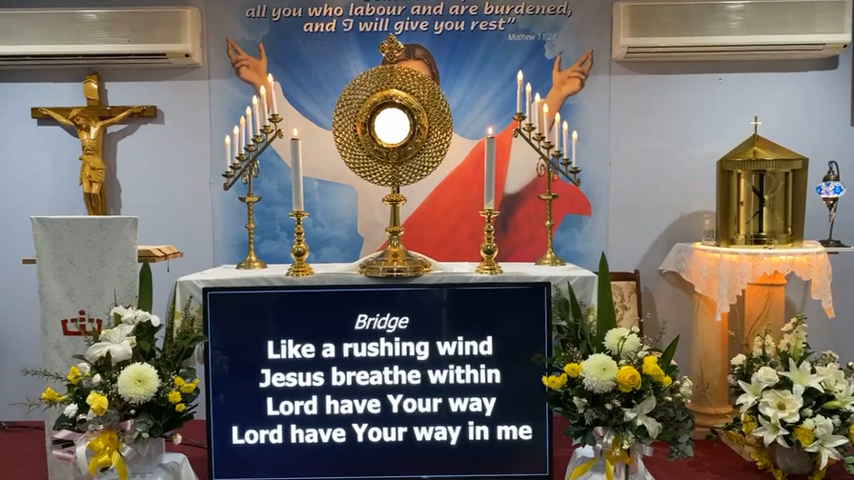 all you who labour and are burdened,
and I will give you rest"
Mathew 11:28
Bridge
Like a rushing wind
Jesus breathe within
Lord have Your way
Lord have Your way in me